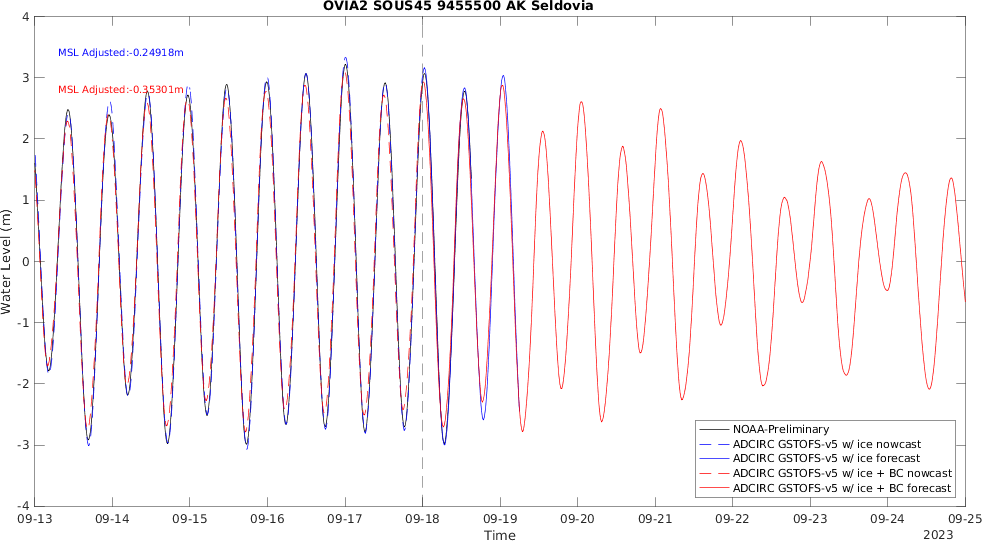 OVIA2 SOUS45 9455500 AK Seldovia
MSL Adjusted:-0.24918m
MSL Adjusted:-0.35301m
Water Level (m)
4
3
2
1
0
-1
-2
-3
-4
NOAA-Preliminary
ADCIRC GSTOFS-v5 w/ ice nowcast
ADCIRC GSTOFS-v5 w/ ice forecast
ADCIRC GSTOFS-v5 w/ ice + BC nowcast
ADCIRC GSTOFS-v5 w/ ice + BC forecast
09-13 09-14 09-15 09-16 09-17 09-18 09-19 09-20 09-21 09-22 09-23 09-24 09-25
Time
2023